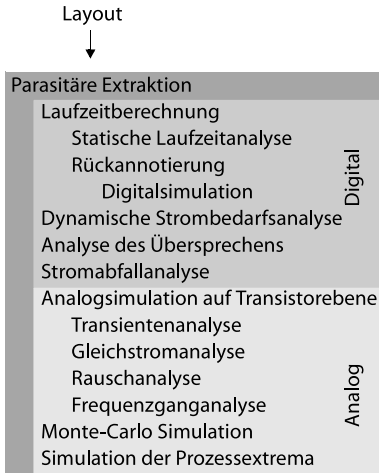 Layout
Parasitäre Extraktion
Laufzeitberechnung
Statische Laufzeitanalyse
Rückannotierung
Digitalsimulation
Dynamische Strombedarfsanalyse
Analyse des Übersprechens
Stromabfallanalyse
Digital
Analogsimulation auf Transistorebene
Transientenanalyse
Gleichstromanalyse
Rauschanalyse
Frequenzganganalyse
Monte-Carlo Simulation
Simulation der Prozessextrema
Analog